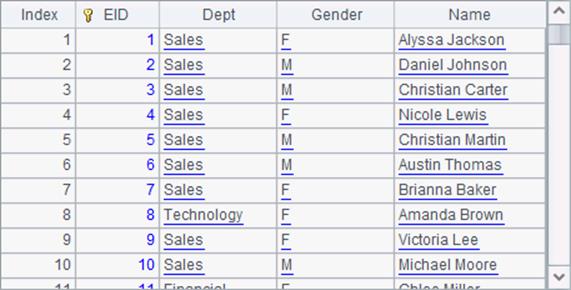 Index EID Dept Gender Name
1 1 Sales F Alyssa Jackson
2 2 Sales M Daniel Johnson
3 3 Sales M Christian Carter
4 4 Sales F Nicole Lewis
5 5 Sales M Christian Martin
6 6 Sales M Austin Thomas
7 7 Sales F Brianna Baker
8 8 Technology F Amanda Brown
9 9 Sales F Victoria Lee
10 10 Sales M Michael Moore
11 11 Financial F Chloe Miller